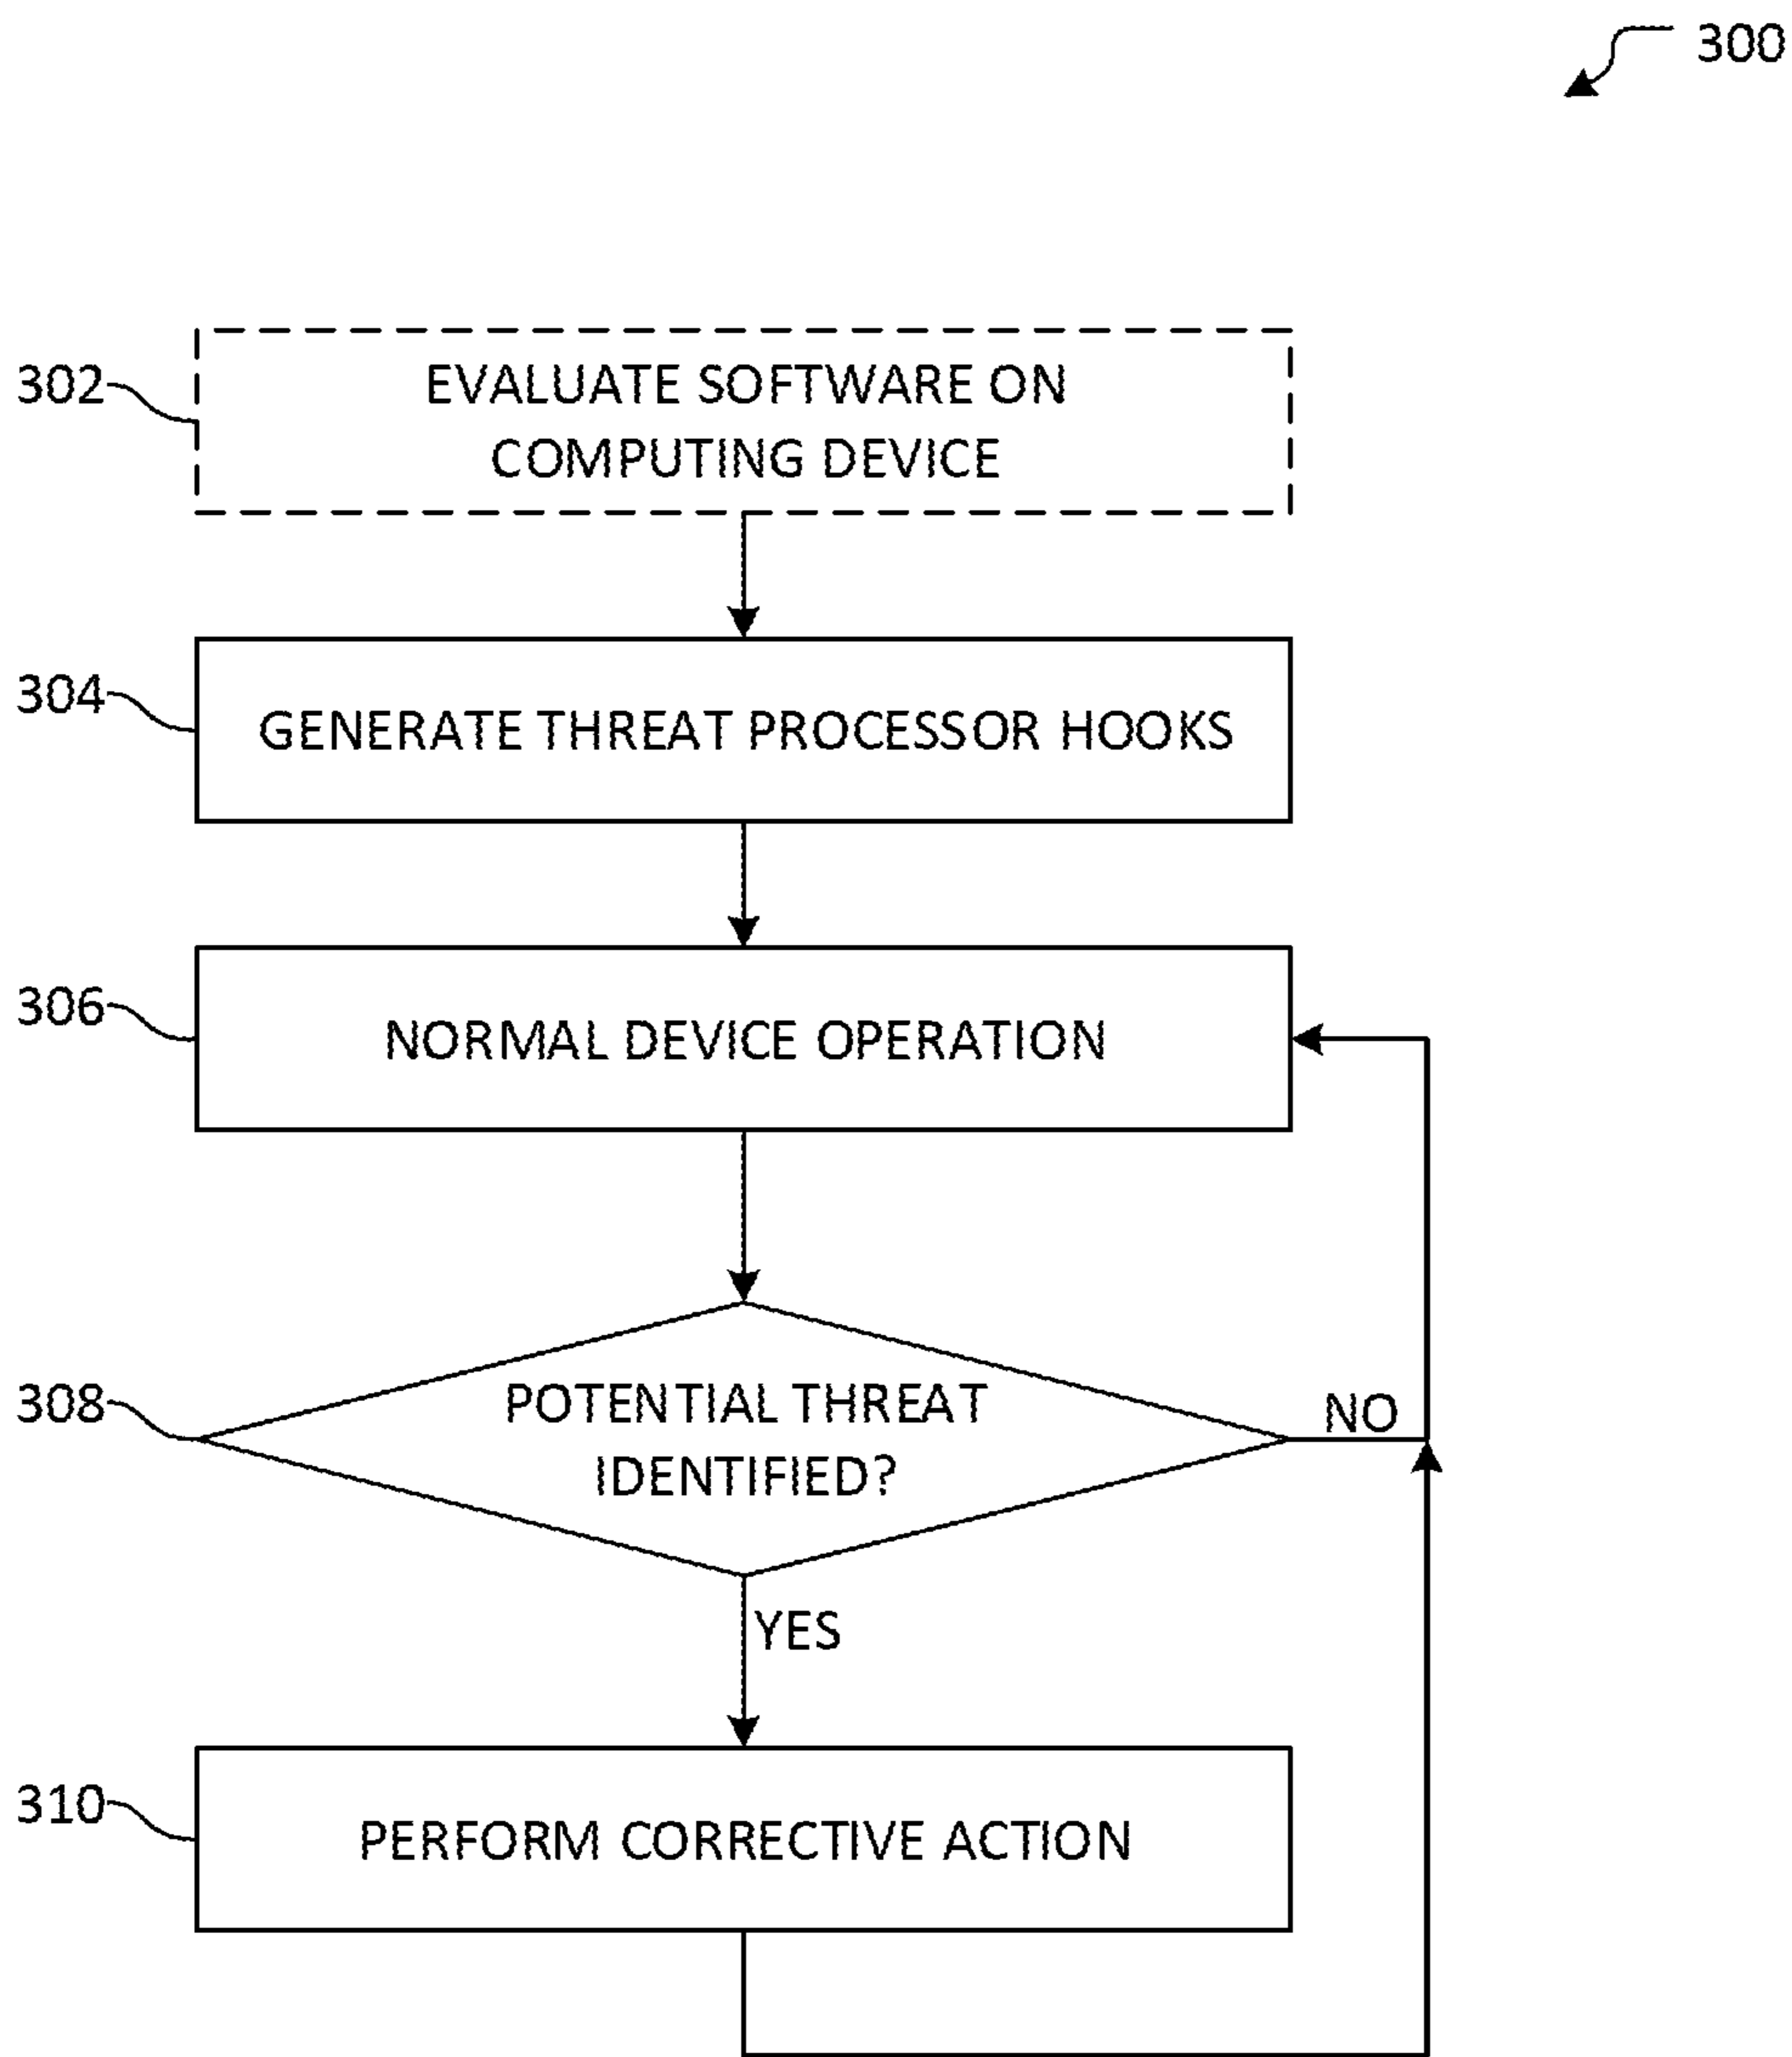 300
302
EVALUATE SOFTWARE ON
COMPUTING DEVICE
304
GENERATE THREAT PROCESSOR HOOKS
306
NORMAL DEVICE OPERATION
308
POTENTIAL THREAT
IDENTIFIED?
NO
YES
310
PERFORM CORRECTIVE ACTION